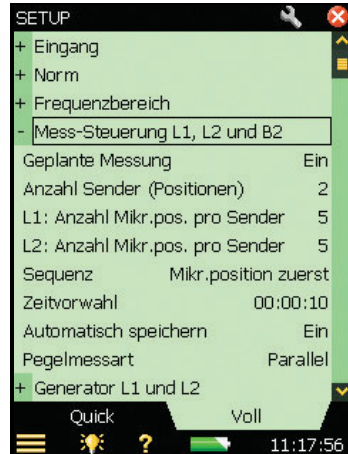 SETUP
+ Eingang
+ Norm
+ Frequenzbereich
- Mess-Steuerung L1, L2 und B2
Geplante Messung Ein
Anzahl Sender (Positionen) 2
L1: Anzahl Mikr.pos. pro Sender 5
L2: Anzahl Mikr.pos. pro Sender 5
Sequenz Mikr.position zuerst
Zeitvorwahl 00:00:10
Automatisch speichern Ein
Pegelmessart Parallel
+ Generator L1 und L2
Quick Voll
? 11:17:56